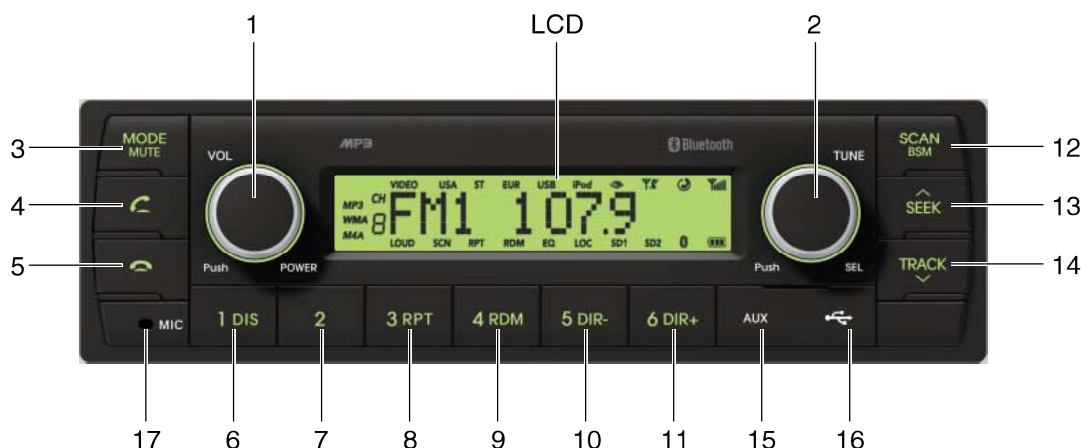 1 LCD 2
3 MODE MUTE VOL MP3 Bluetooth TUNE SCAN BSM 12
VIDEO USA ST EUR USB iPod
4 MP3 CH FM1 107.9 SEEK 13
WMA 8
M4A
LOUD SCN RPT RDM EQ LOC SD1 SD2
5 Push POWER Push SEL TRACK 14
MIC 1 DIS 2 3 RPT 4 RDM 5 DIR- 6 DIR+ AUX
17 6 7 8 9 10 11 15 16